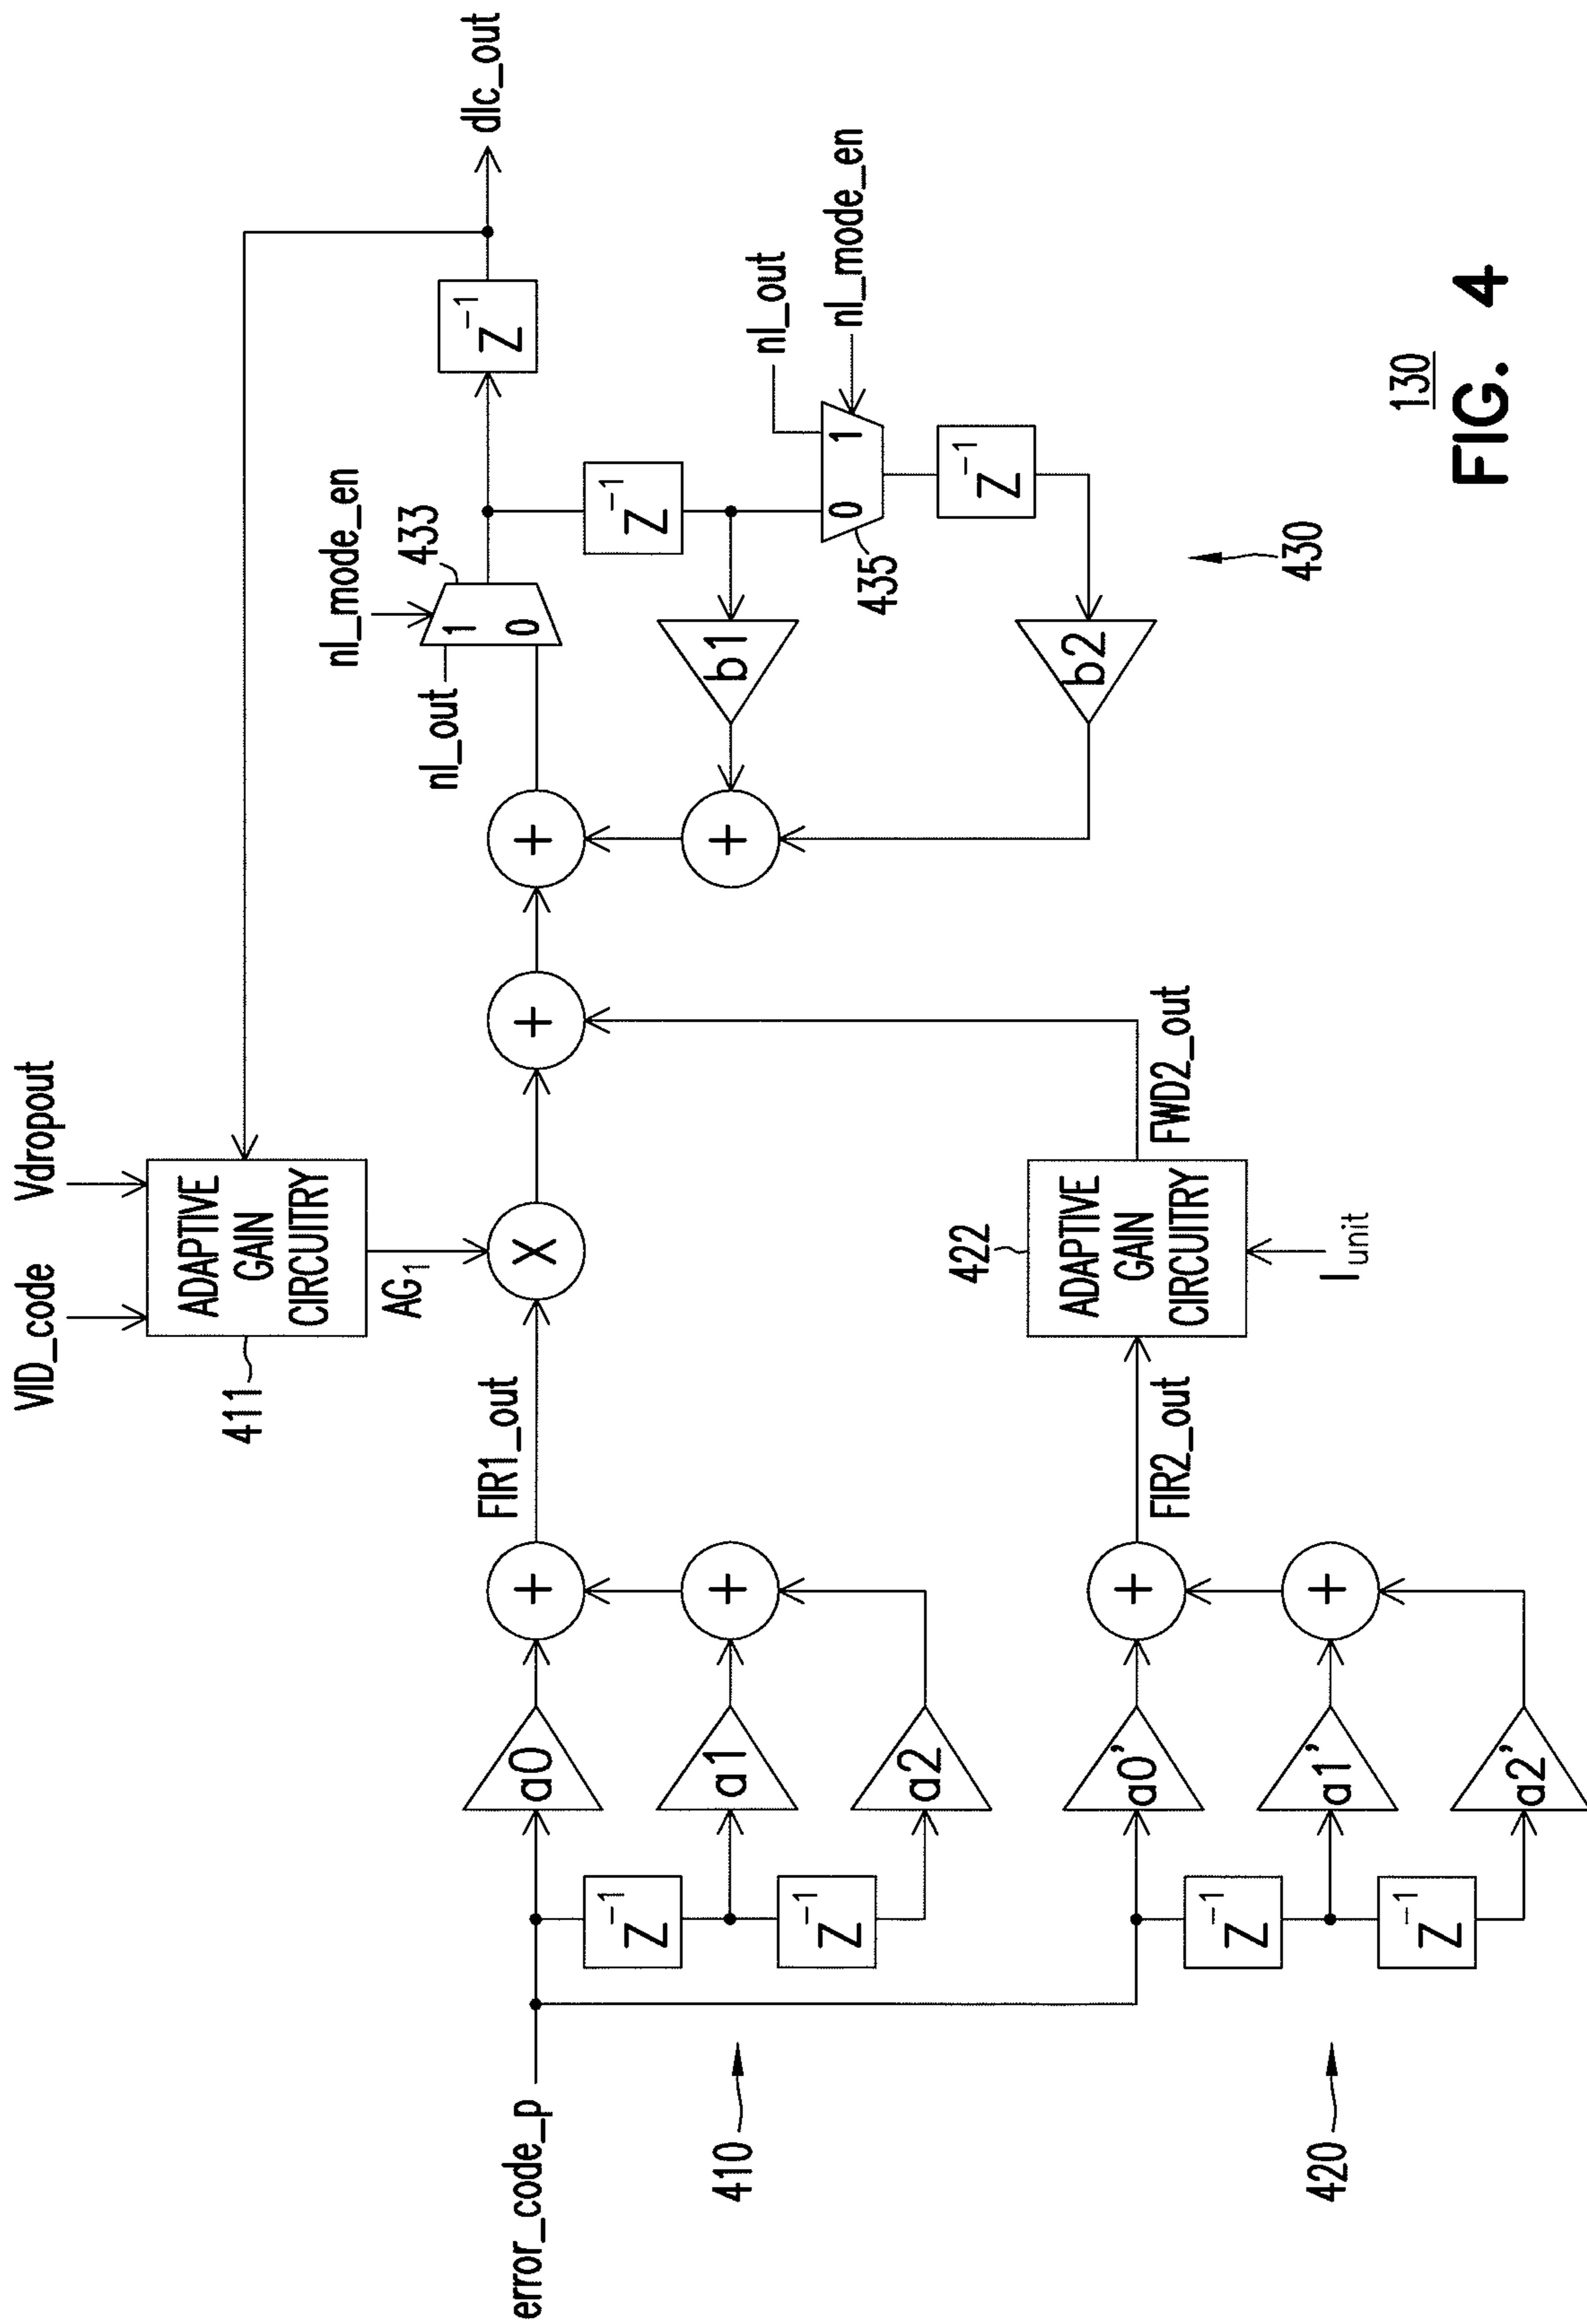 VID_code
Vdropout
ADAPTIVE
GAIN
CIRCUITRY
411
AG1
nl_mode_en
nl_out
1
0
433
Z⁻¹
dlc_out
error_code_p
a0
+
FIR1_out
X
+
+
Z⁻¹
a1
+
Z⁻¹
a2
410
+
b1
Z⁻¹
nl_out
nl_mode_en
0
1
435
Z⁻¹
b2
430
a0'
+
FIR2_out
422
ADAPTIVE
GAIN
CIRCUITRY
Iunit
FWD2_out
Z⁻¹
a1'
+
Z⁻¹
a2'
420
130
FIG. 4